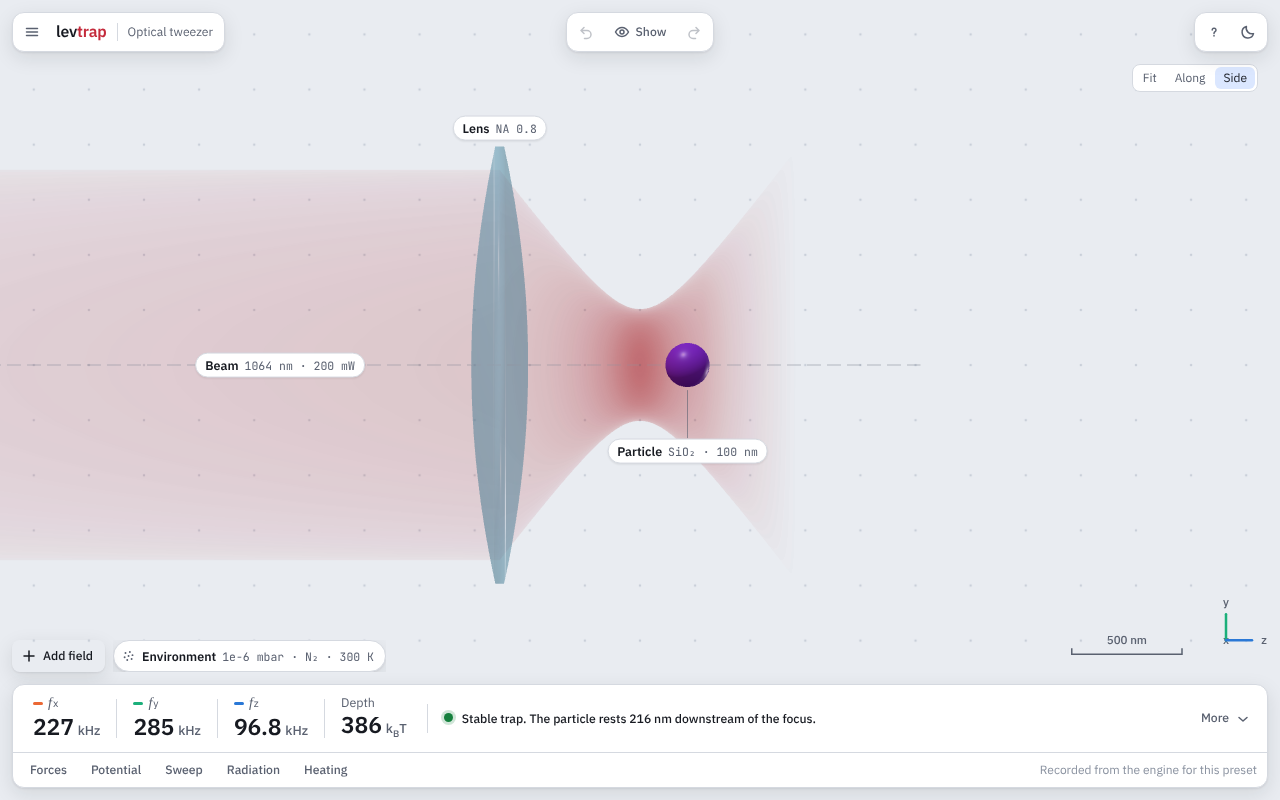 levtrap Optical tweezer
Show
?
Fit Along Side
Lens NA 0.8
Beam 1064 nm · 200 mW
Particle SiO₂ · 100 nm
y
x z
500 nm
Add field
Environment 1e-6 mbar · N₂ · 300 K
fx fy fz Depth
227 kHz 285 kHz 96.8 kHz 386 kBT
Stable trap. The particle rests 216 nm downstream of the focus.
More
Forces Potential Sweep Radiation Heating
Recorded from the engine for this preset